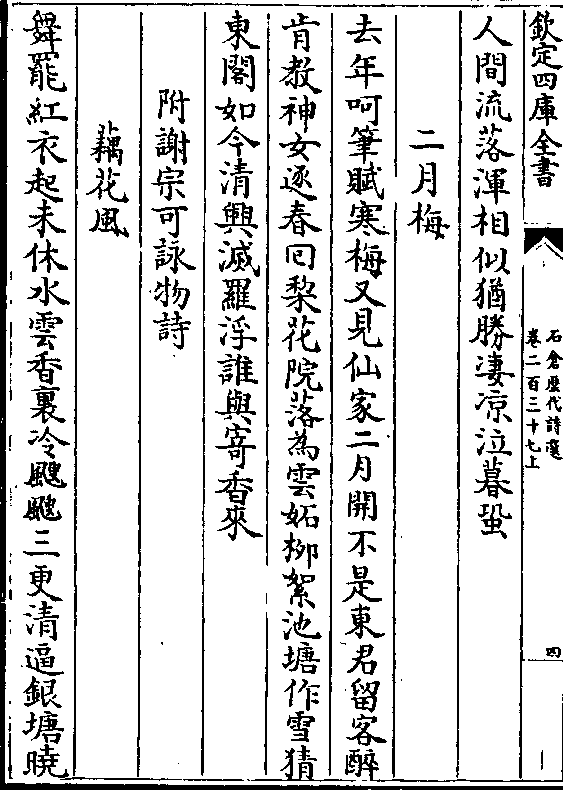 欽定四庫全書
石倉歷代詩選
卷二百三十七上
四
人間流落渾相似猶勝凄凉泣暮蛩
二月梅
去年呵筆賦寒梅又見仙家二月開不是東君留客醉
肯教神女逐春囘梨花院落為雲妬柳絮池塘作雪猜
東閣如今清興滅羅浮誰與寄香來
附謝宗可詠物詩
藕花風
舞罷紅衣起未休水雲香裏冷颼颼三更清逼銀塘曉